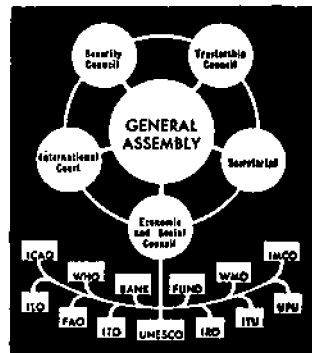 Security
Council
Trusteeship
Council
GENERAL
ASSEMBLY
International
Court
Secretariat
Economic
and Social
Council
ICAO
WHO
BANK
FUND
WMO
IMCO
FAO
ITO
UNESCO
IRO
ITU
UPU